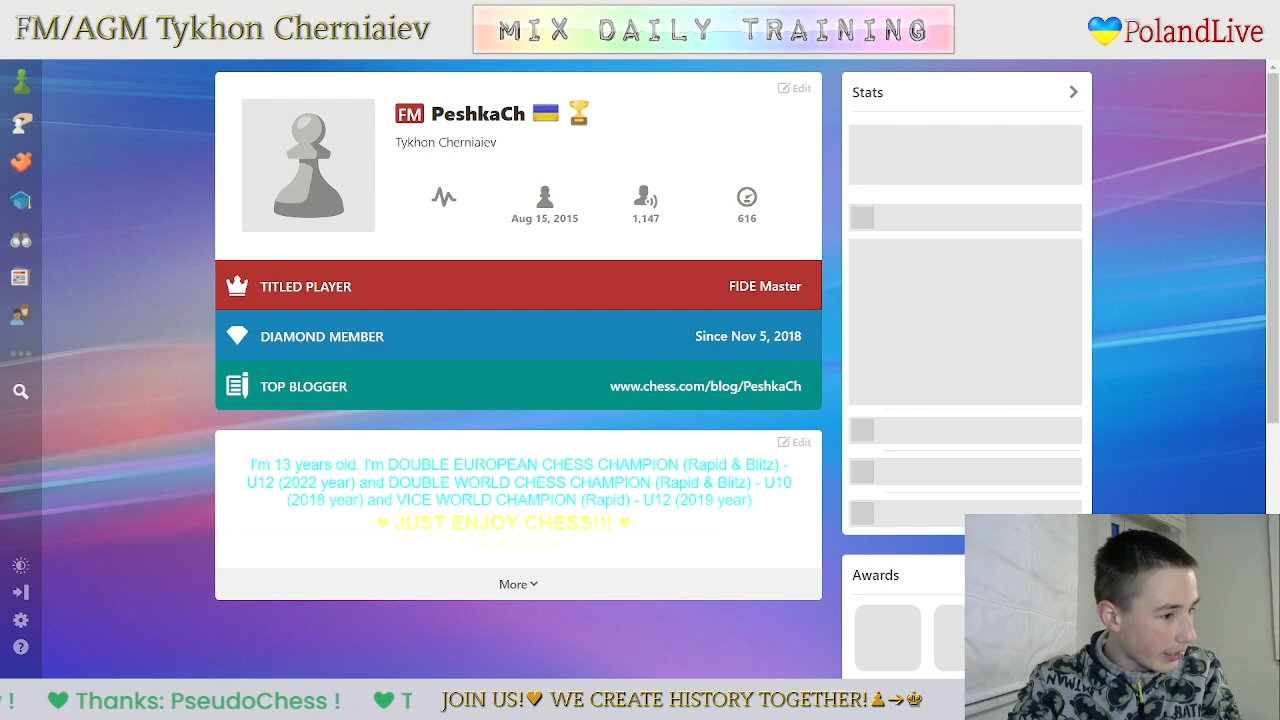 FM/AGM Tykhon Cherniaiev
MIX DAILY TRAINING
PolandLive
Edit
FM PeshkaCh
Tykhon Cherniaiev
Aug 15, 2015
1,147
616
TITLED PLAYER
FIDE Master
DIAMOND MEMBER
Since Nov 5, 2018
TOP BLOGGER
www.chess.com/blog/PeshkaCh
Edit
I'm 13 years old. I'm DOUBLE EUROPEAN CHESS CHAMPION (Rapid & Blitz) -
U12 (2022 year) and DOUBLE WORLD CHESS CHAMPION (Rapid & Blitz) - U10
(2018 year) and VICE WORLD CHAMPION (Rapid) - U12 (2019 year)
♥ JUST ENJOY CHESS!!! ♥
More
Stats
Awards
BATMAN
! ♥ Thanks: PseudoChess ! ♥ T
JOIN US!♥ WE CREATE HISTORY TOGETHER!♟→♚